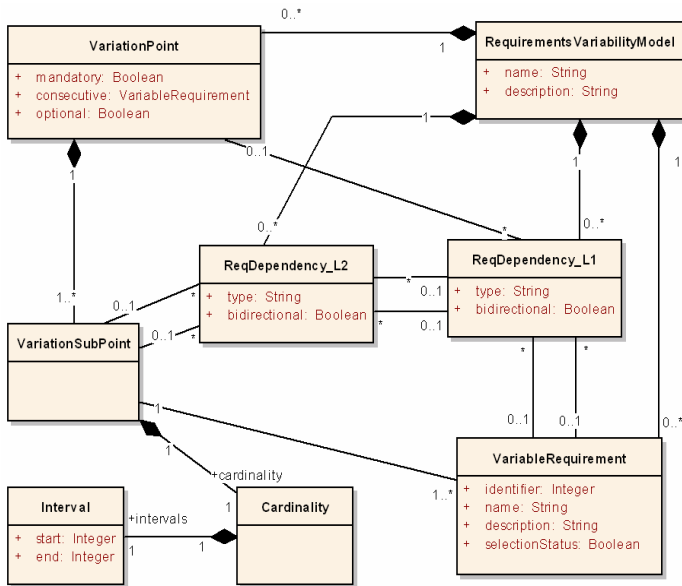 0..*
VariationPoint
RequirementsVariabilityModel
1
+ mandatory: Boolean
+ consecutive: VariableRequirement
+ optional: Boolean
+ name: String
+ description: String
1
1
0..1
1
1
0..*
0..*
*
ReqDependency_L2
ReqDependency_L1
+ type: String
+ bidirectional: Boolean
+ type: String
+ bidirectional: Boolean
1..*
0..1
*
*
0..1
0..1
*
*
0..1
VariationSubPoint
*
*
1
1
0..1
0..1
0..*
+cardinality
VariableRequirement
1
1..*
+ identifier: Integer
+ name: String
+ description: String
+ selectionStatus: Boolean
Interval
+intervals
Cardinality
+ start: Integer
+ end: Integer
1
1